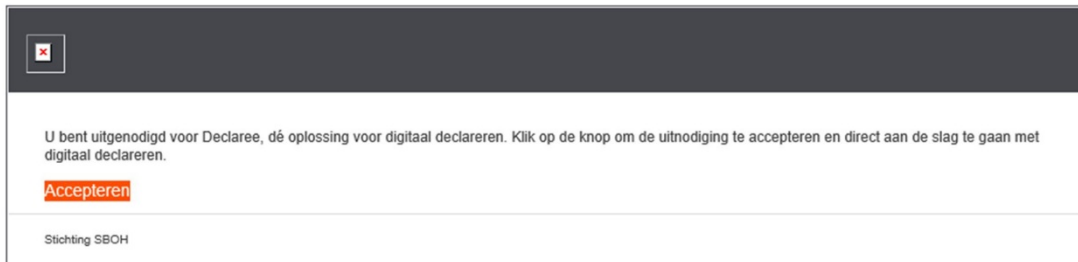 U bent uitgenodigd voor Declaree, dé oplossing voor digitaal declareren. Klik op de knop om de uitnodiging te accepteren en direct aan de slag te gaan met
digitaal declareren.
Accepteren
Stichting SBOH